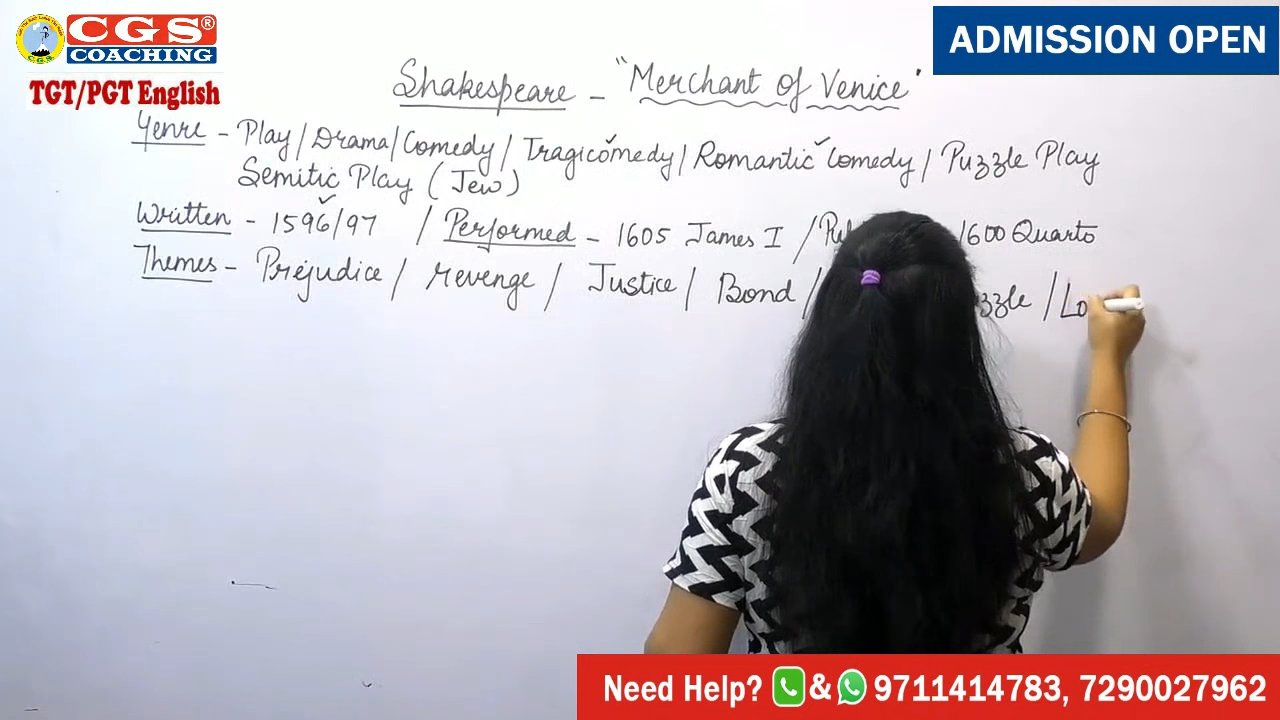 CGS®
COACHING
TGT/PGT English
ADMISSION OPEN
Shakespeare - "Merchant of Venice"
Genre - Play / Drama / Comedy / Tragicomedy / Romantic Comedy / Puzzle Play
Semitic Play (Jew)
Written - 1596/97 / Performed - 1605 James I / 1600 Quarto
Themes - Prejudice / revenge / Justice / Bond /
Need Help? & 9711414783, 7290027962